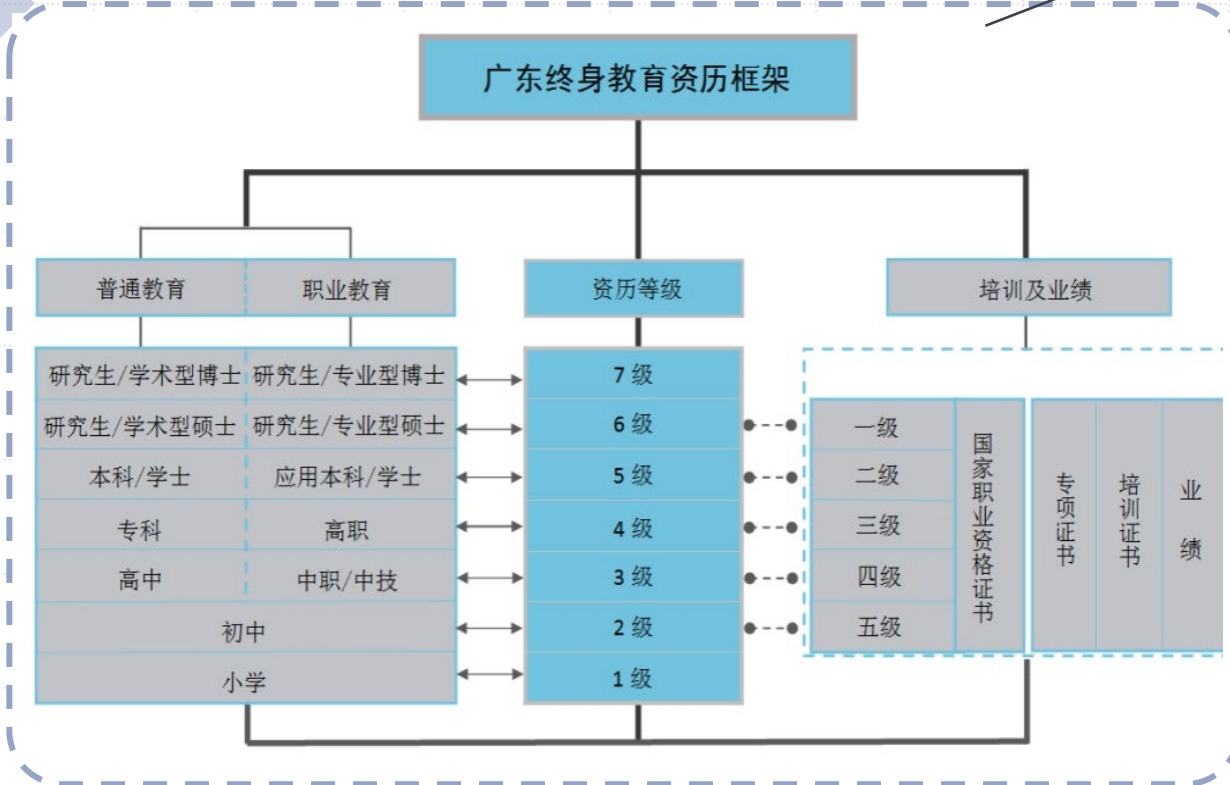 广东终身教育资历框架
普通教育 职业教育 资历等级 培训及业绩
研究生/学术型博士 研究生/专业型博士 7 级
研究生/学术型硕士 研究生/专业型硕士 6 级 一级
本科/学士 应用本科/学士 5 级 二级
专科 高职 4 级 三级
高中 中职/中技 3 级 四级
初中 2 级 五级
小学 1 级
国家职业资格证书
专项证书
培训证书
业绩